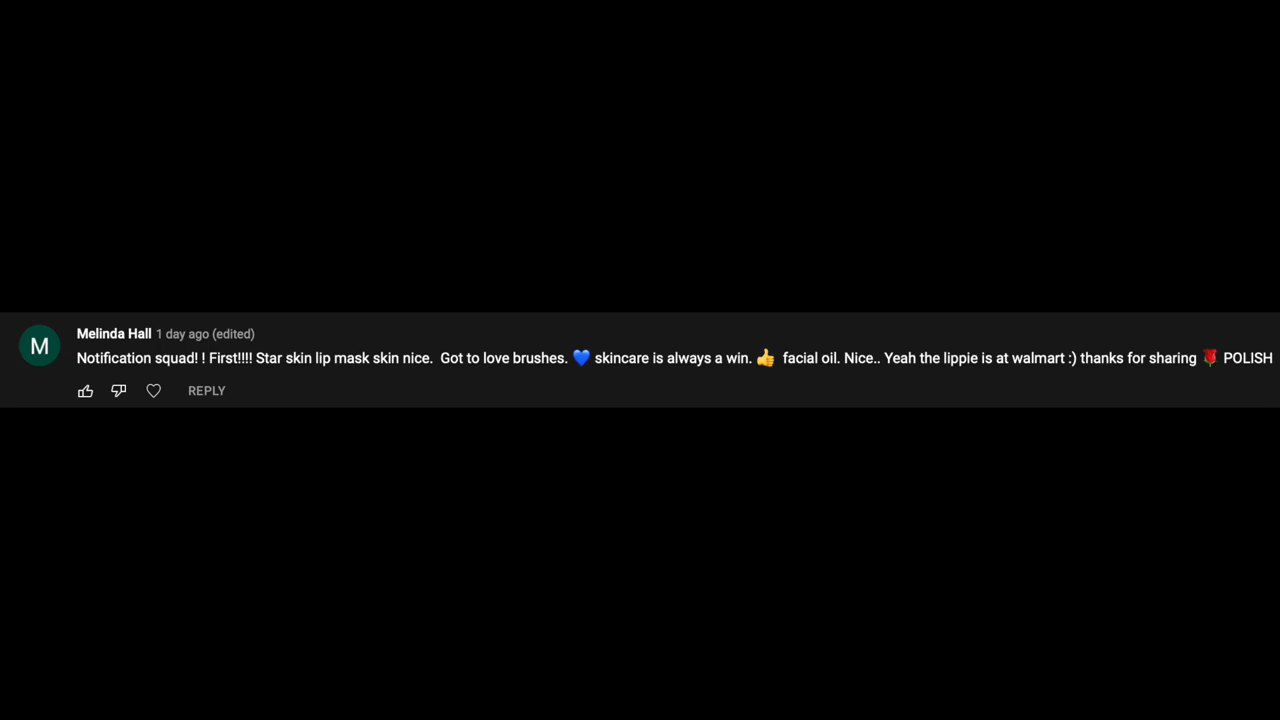 M
Melinda Hall 1 day ago (edited)
Notification squad! ! First!!!! Star skin lip mask skin nice.  Got to love brushes. 💙 skincare is always a win. 👍  facial oil. Nice.. Yeah the lippie is at walmart :) thanks for sharing 🌹 POLISH
REPLY